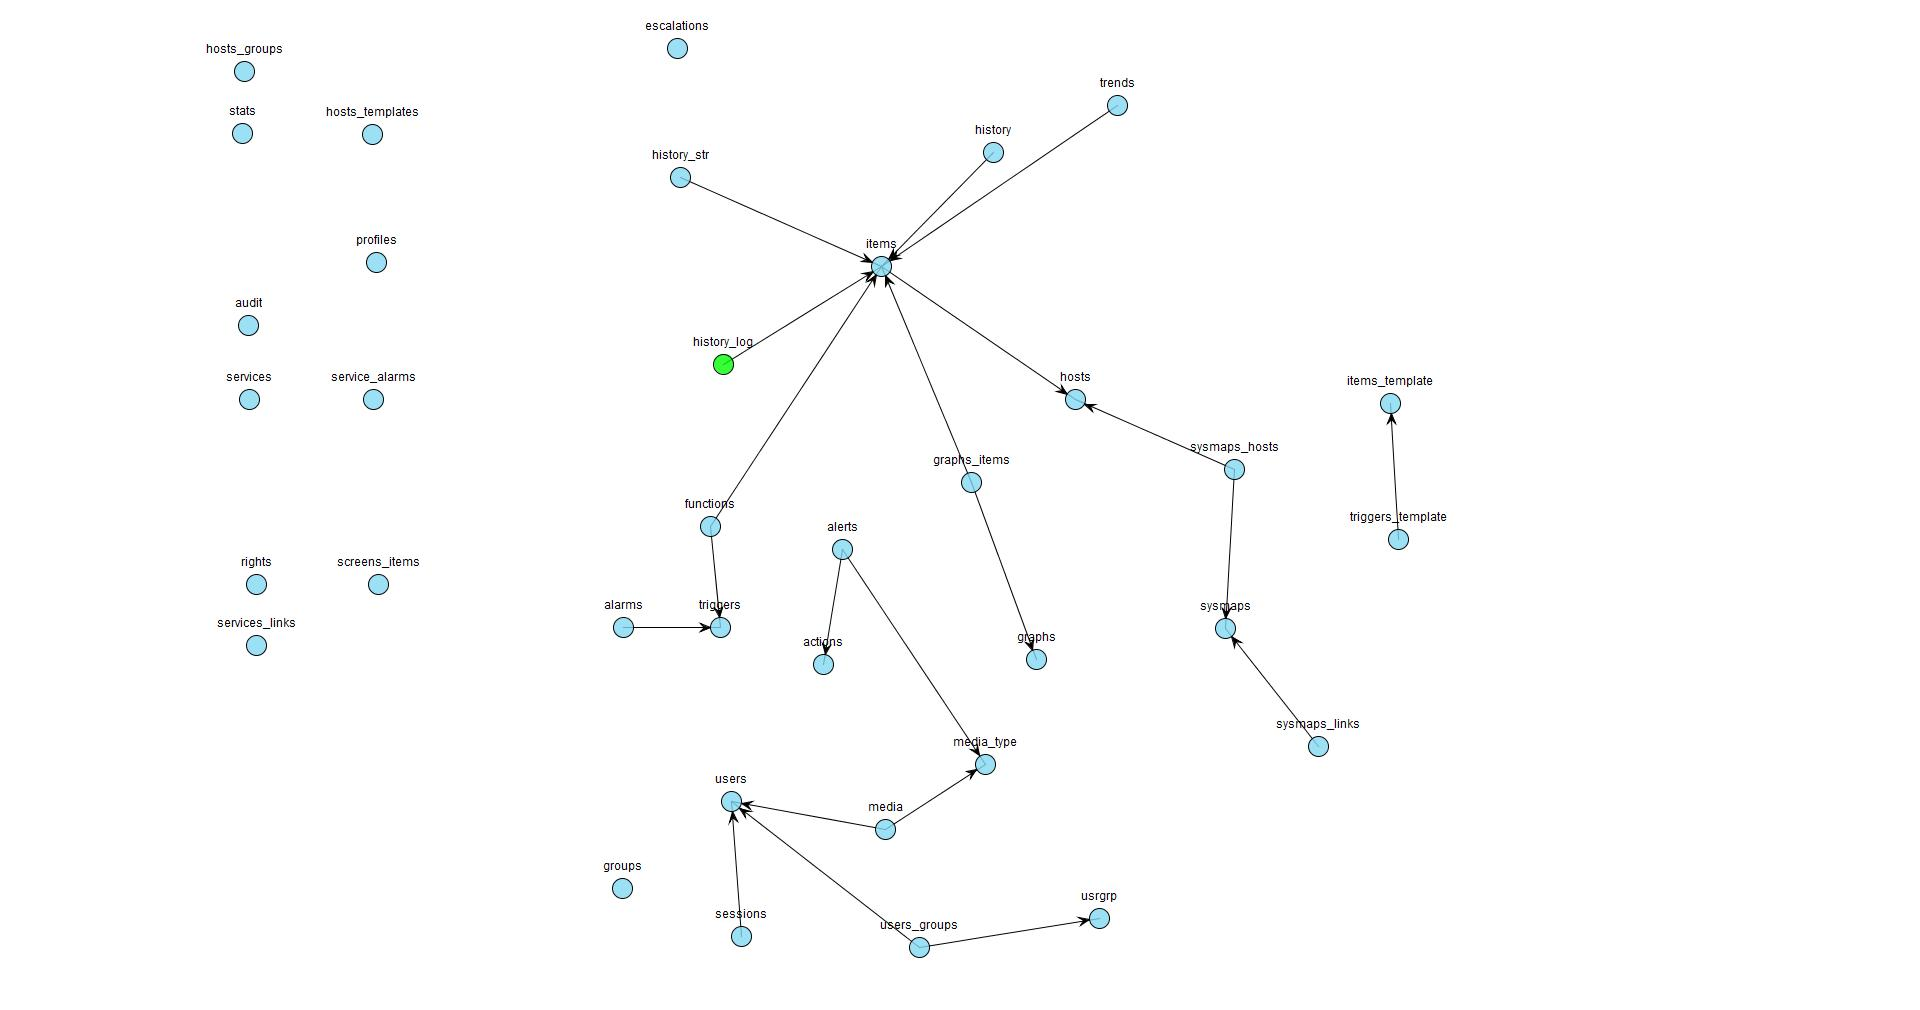 escalations
hosts_groups
trends
stats
hosts_templates
history
history_str
profiles
items
audit
history_log
services
service_alarms
hosts
items_template
sysmaps_hosts
graphs_items
functions
triggers_template
alerts
rights
screens_items
alarms
triggers
sysmaps
services_links
graphs
actions
sysmaps_links
media_type
users
media
groups
usrgrp
sessions
users_groups